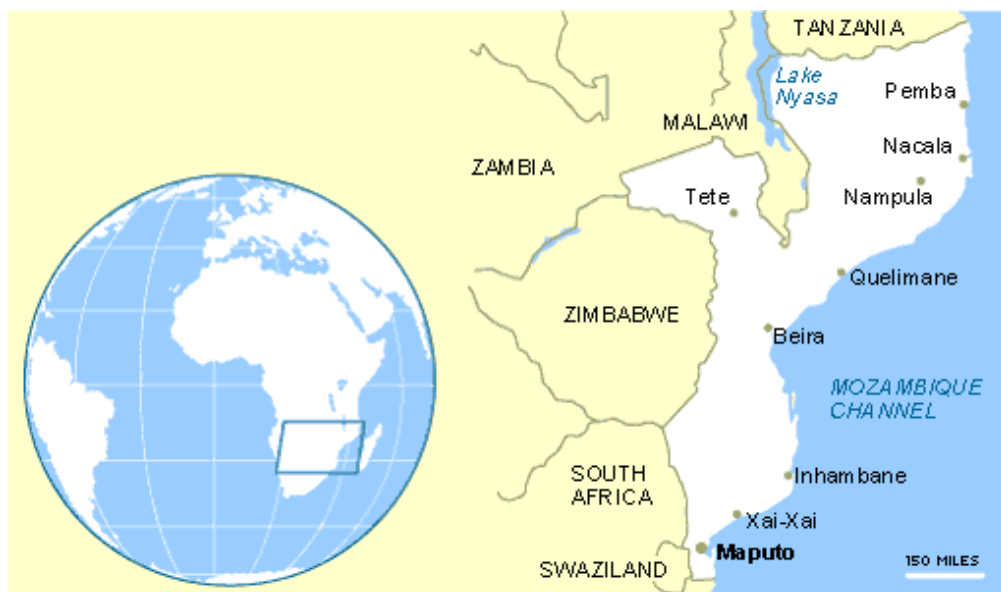 TANZANIA
Lake
Nyasa
Pemba
MALAWI
Nacala
ZAMBIA
Tete
Nampula
Quelimane
ZIMBABWE
Beira
MOZAMBIQUE
CHANNEL
SOUTH
AFRICA
Inhambane
Xai-Xai
Maputo
150 MILES
SWAZILAND